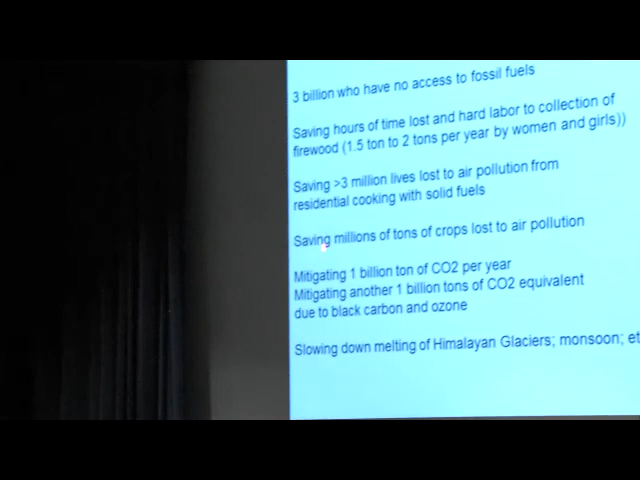 3 billion who have no access to fossil fuels
Saving hours of time lost and hard labor to collection of
firewood (1.5 ton to 2 tons per year by women and girls))
Saving >3 million lives lost to air pollution from
residential cooking with solid fuels
Saving millions of tons of crops lost to air pollution
Mitigating 1 billion ton of CO2 per year
Mitigating another 1 billion tons of CO2 equivalent
due to black carbon and ozone
Slowing down melting of Himalayan Glaciers; monsoon; et